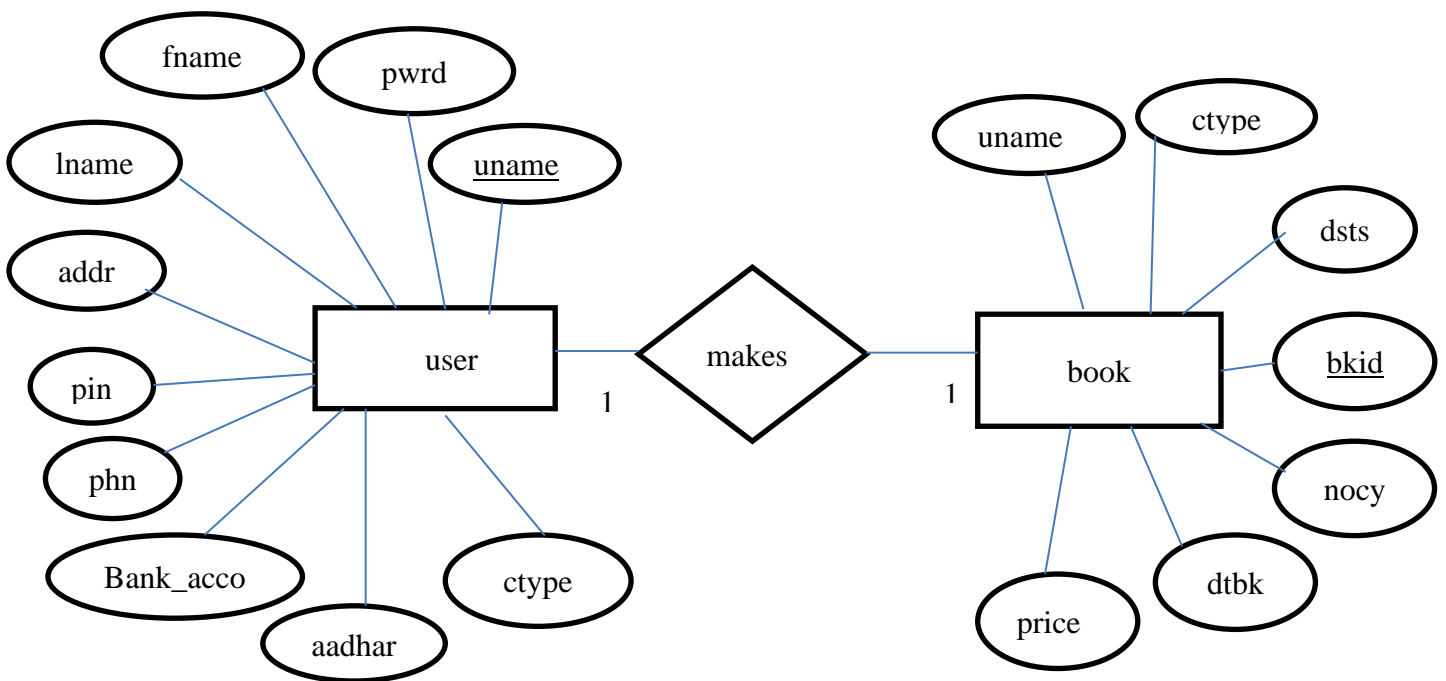 fname
pwrd
uname
ctype
lname
uname
dsts
addr
user
makes
book
bkid
pin
1
1
phn
nocy
Bank_acco
ctype
dtbk
aadhar
price